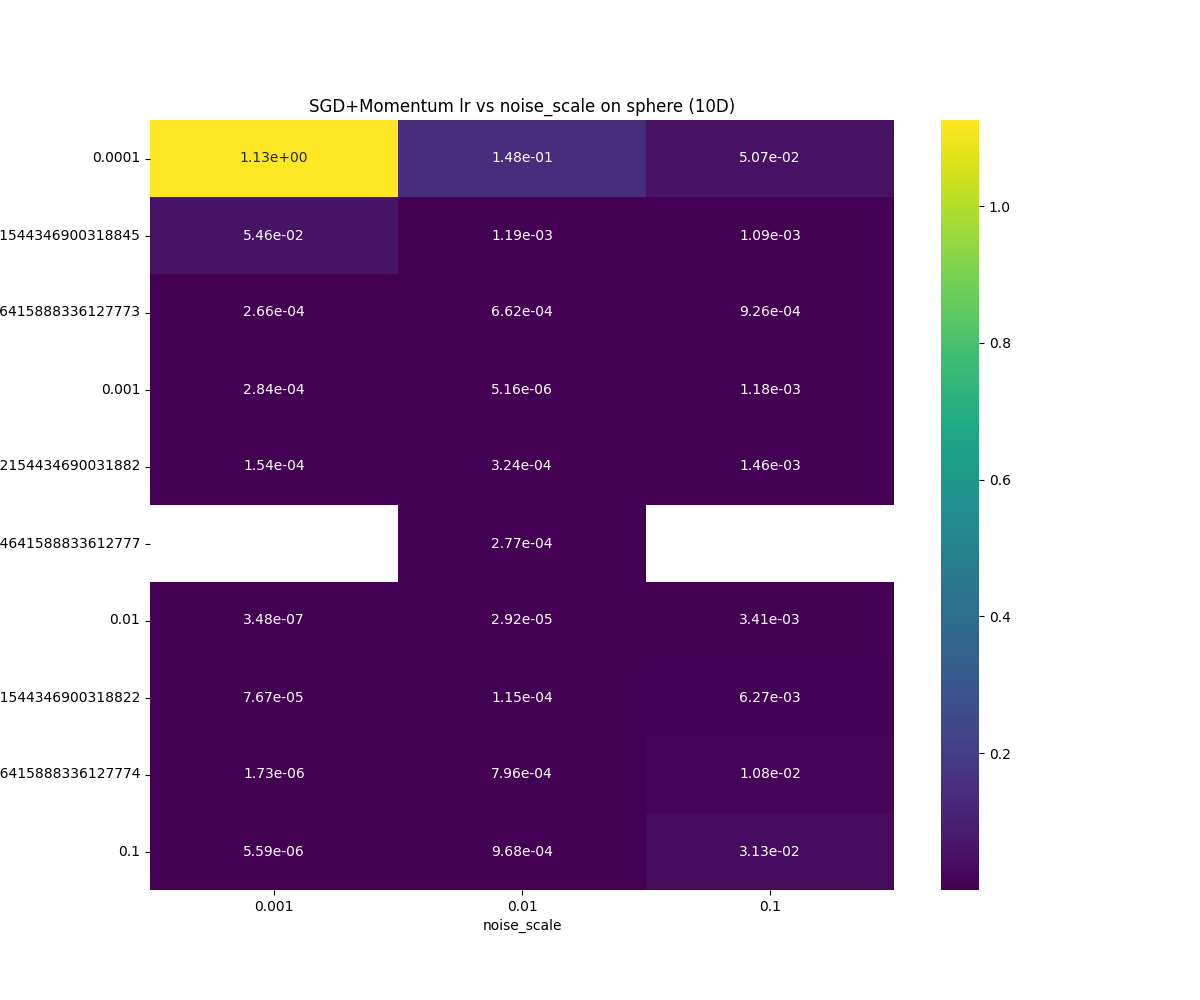 SGD+Momentum lr vs noise_scale on sphere (10D)
0.0001 1.13e+00 1.48e-01 5.07e-02
1544346900318845 5.46e-02 1.19e-03 1.09e-03
6415888336127773 2.66e-04 6.62e-04 9.26e-04
0.001 2.84e-04 5.16e-06 1.18e-03
2154434690031882 1.54e-04 3.24e-04 1.46e-03
4641588833612777 2.77e-04
0.01 3.48e-07 2.92e-05 3.41e-03
1544346900318822 7.67e-05 1.15e-04 6.27e-03
6415888336127774 1.73e-06 7.96e-04 1.08e-02
0.1 5.59e-06 9.68e-04 3.13e-02
0.001 0.01 0.1
noise_scale
1.0
0.8
0.6
0.4
0.2